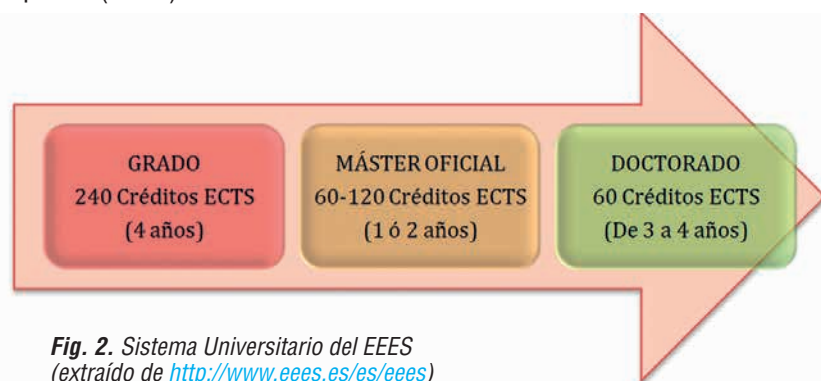 GRADO
240 Créditos ECTS
(4 años)
MÁSTER OFICIAL
60-120 Créditos ECTS
(1 ó 2 años)
DOCTORADO
60 Créditos ECTS
(De 3 a 4 años)
Fig. 2. Sistema Universitario del EEES
(extraído de http://www.eees.es/es/eees)